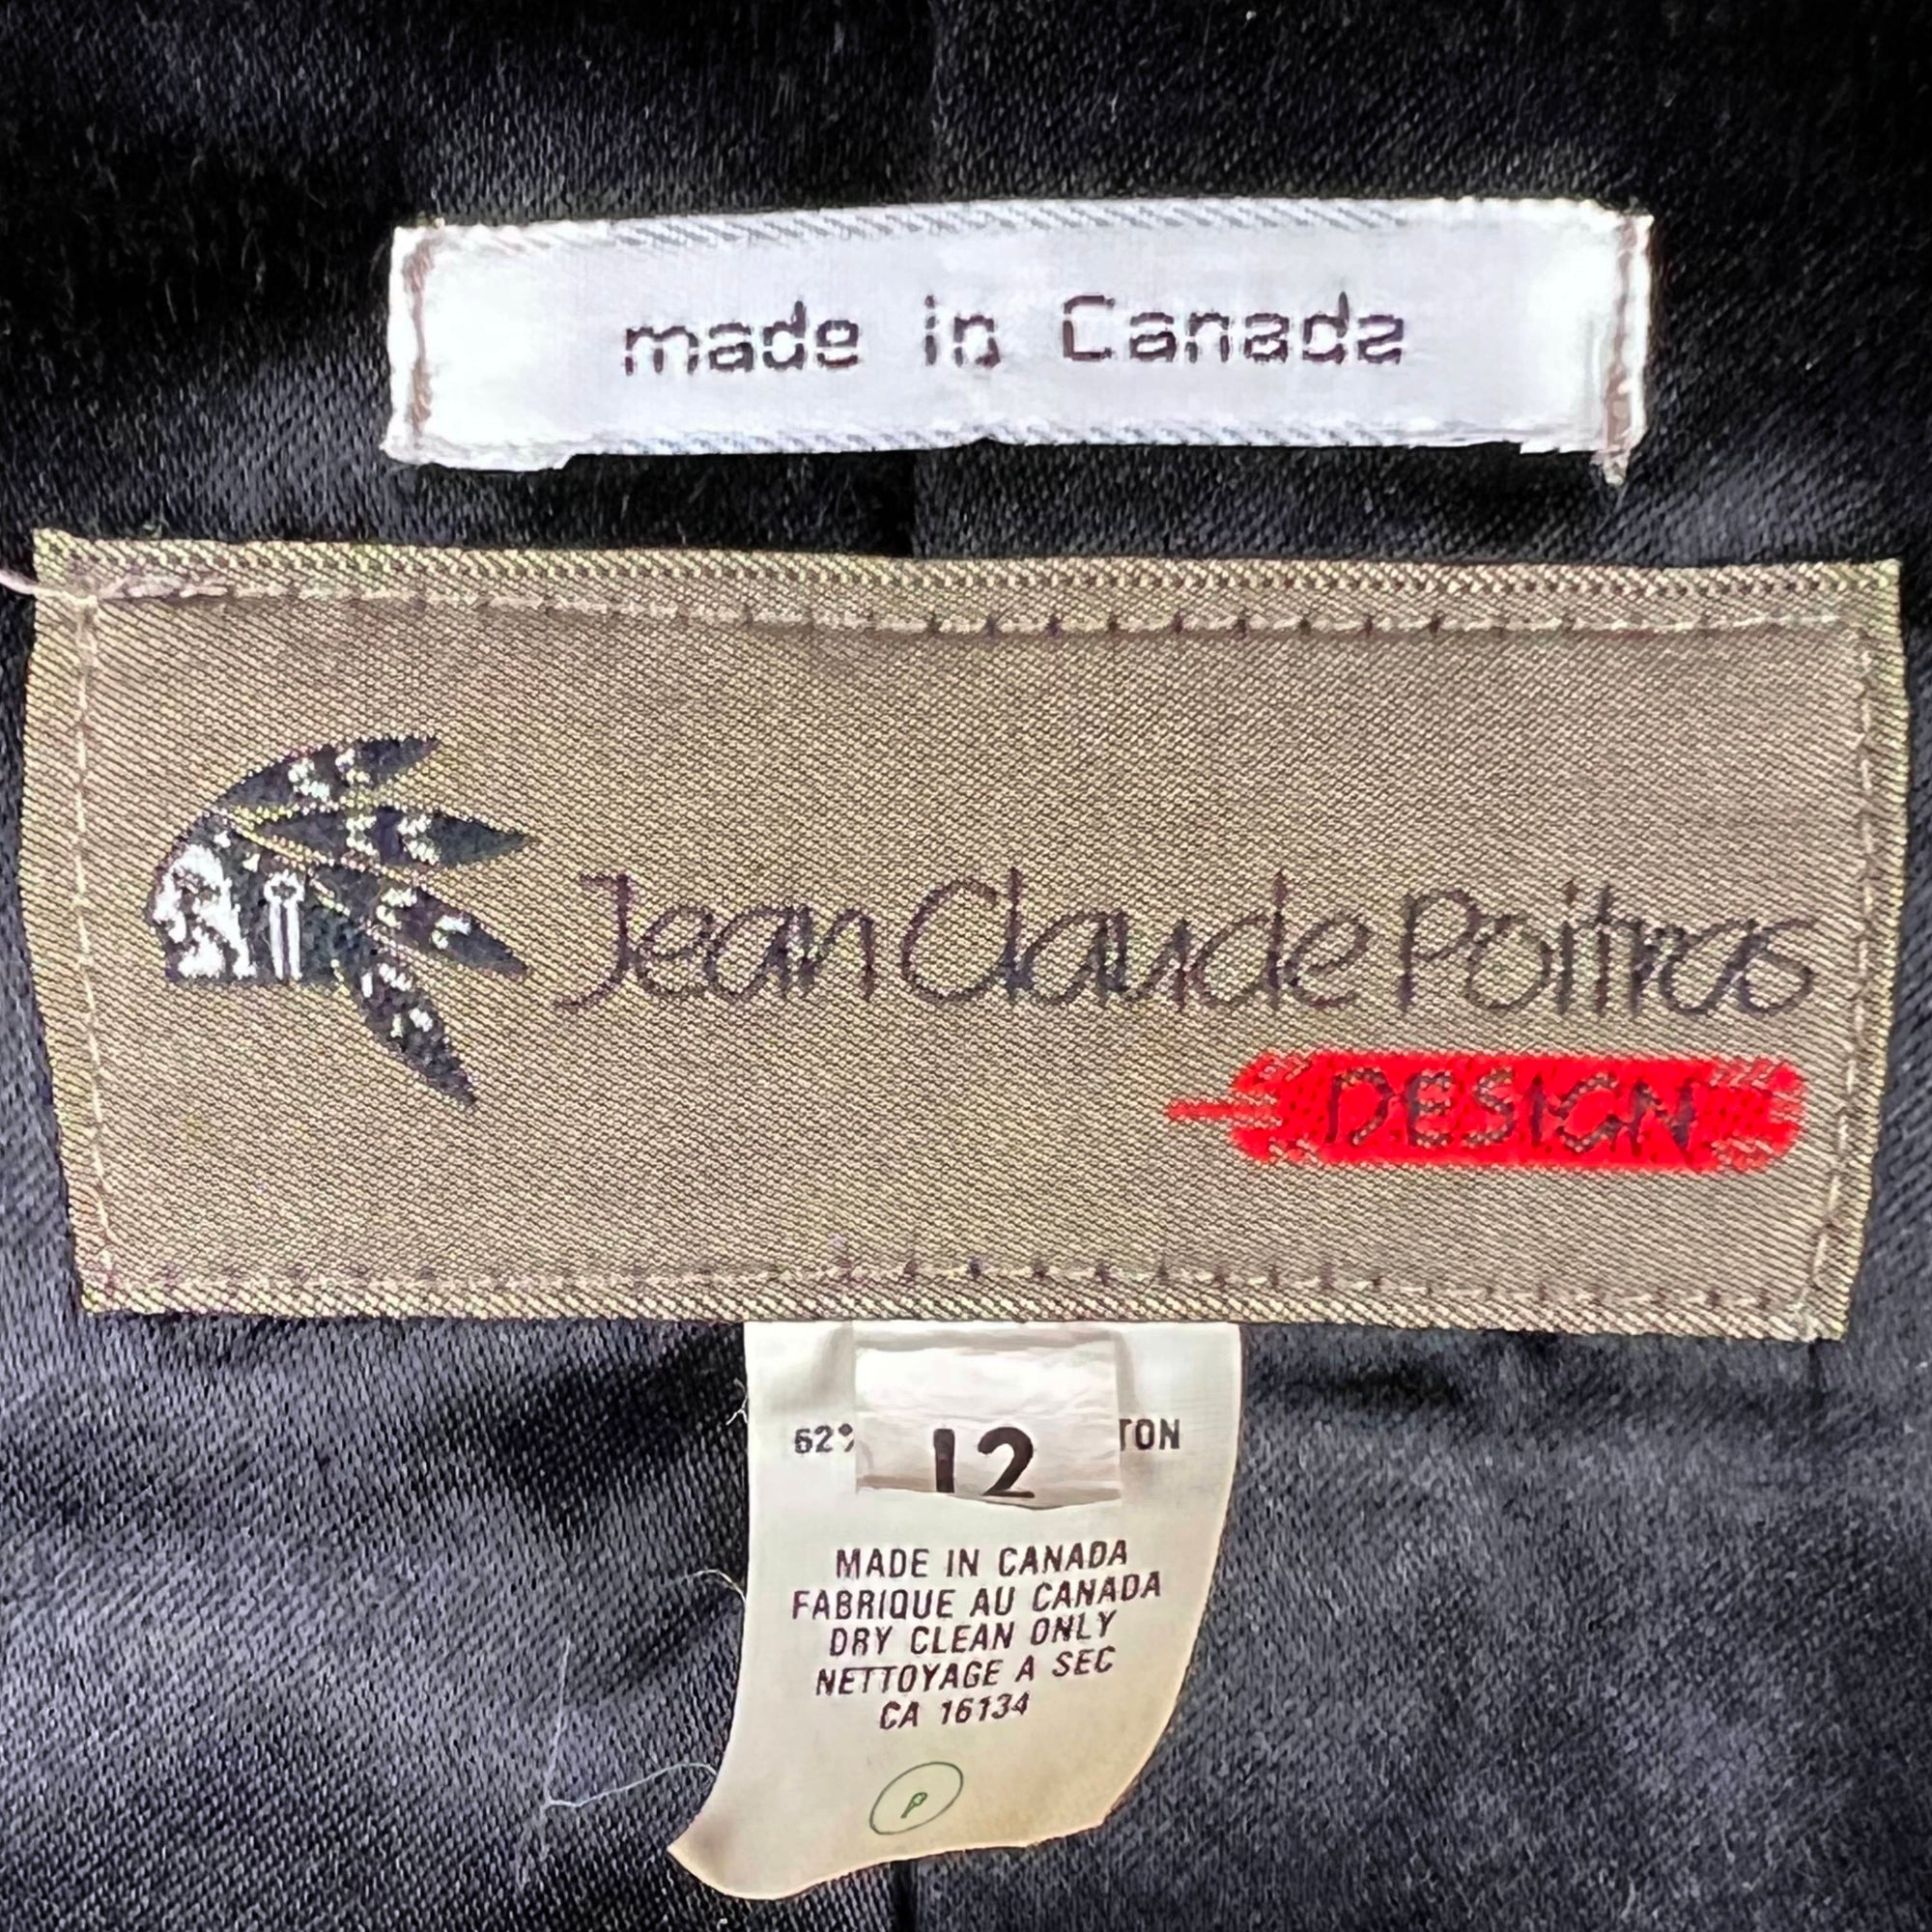 made in Canada
Jean Claude Poitras
DESIGN
62%
12
MADE IN CANADA
FABRIQUE AU CANADA
DRY CLEAN ONLY
NETTOYAGE A SEC
CA 16134
P